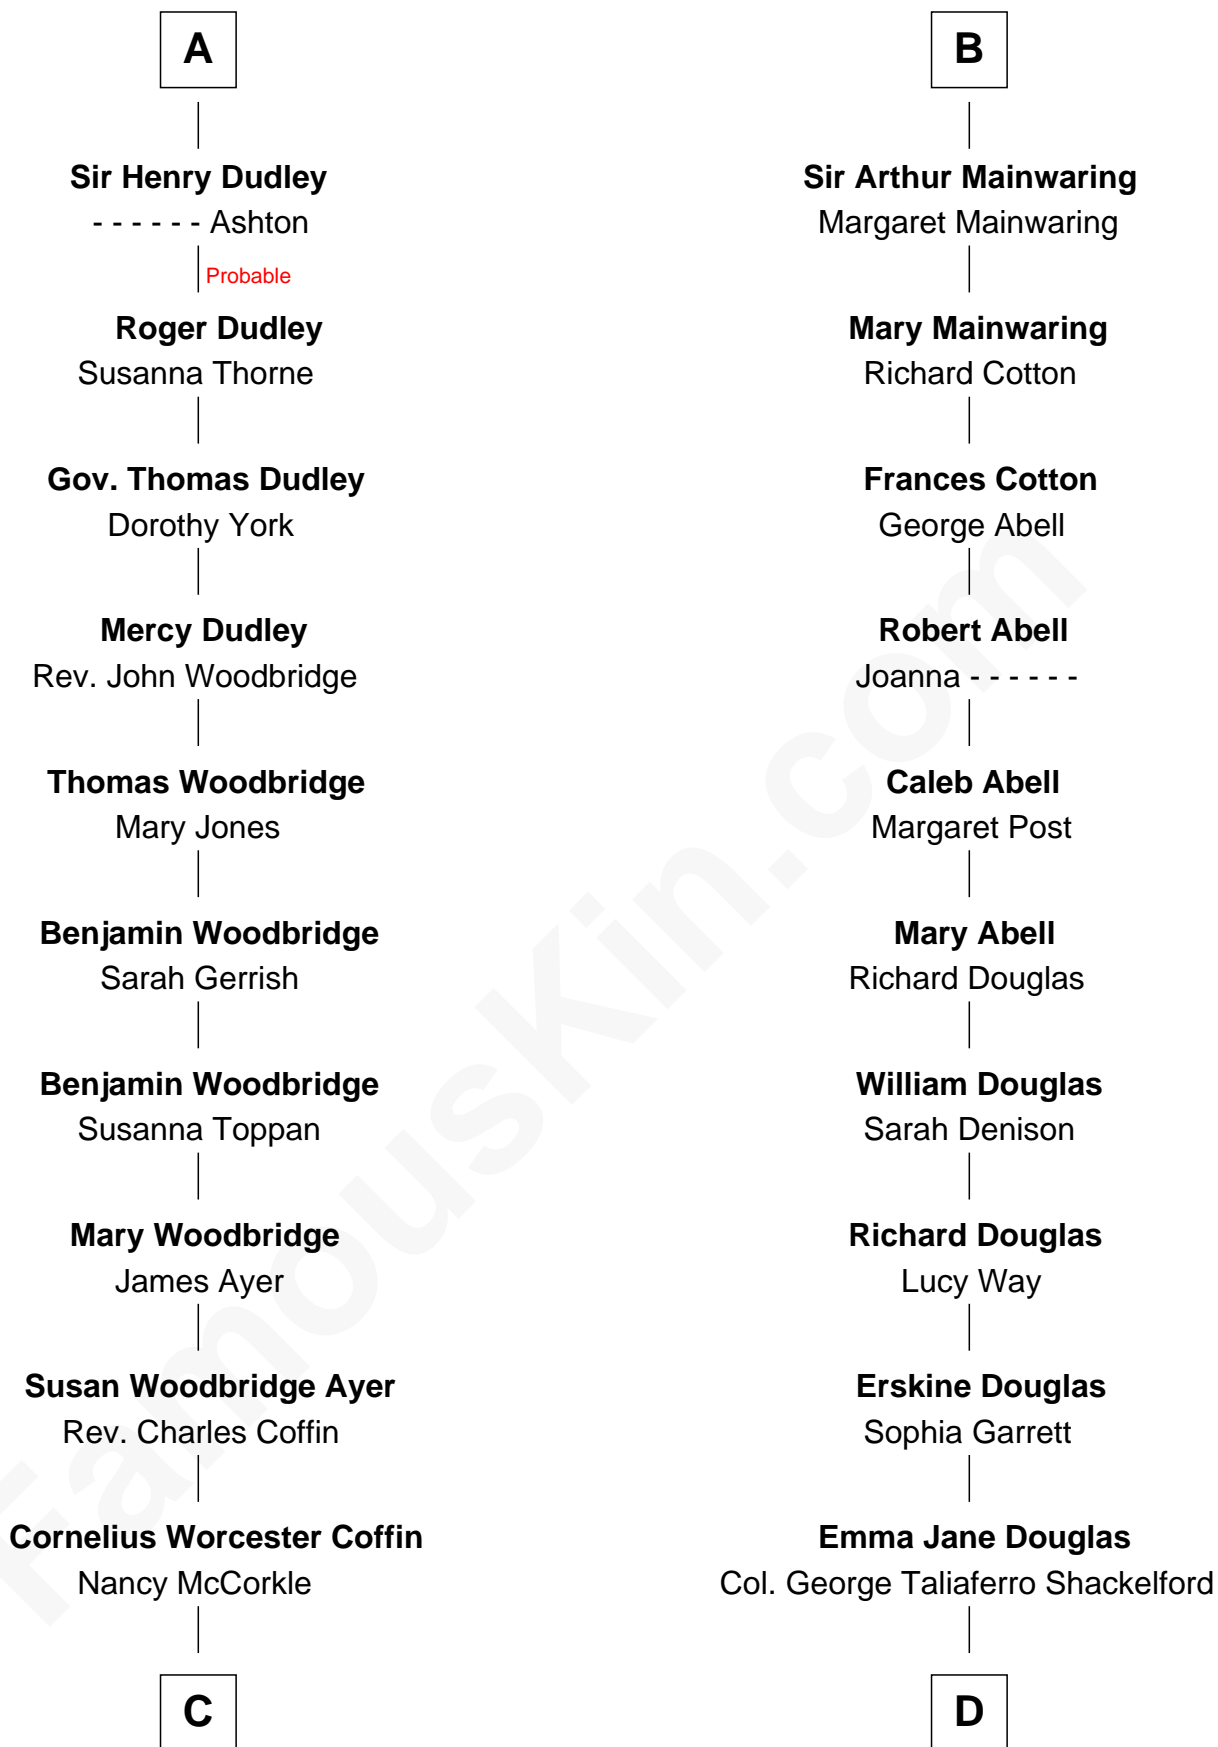 A
Sir Henry Dudley
- - - - - - Ashton
Probable
Roger Dudley
Susanna Thorne
Gov. Thomas Dudley
Dorothy York
Mercy Dudley
Rev. John Woodbridge
Thomas Woodbridge
Mary Jones
Benjamin Woodbridge
Sarah Gerrish
Benjamin Woodbridge
Susanna Toppan
Mary Woodbridge
James Ayer
Susan Woodbridge Ayer
Rev. Charles Coffin
Cornelius Worcester Coffin
Nancy McCorkle
C
B
Sir Arthur Mainwaring
Margaret Mainwaring
Mary Mainwaring
Richard Cotton
Frances Cotton
George Abell
Robert Abell
Joanna - - - - - -
Caleb Abell
Margaret Post
Mary Abell
Richard Douglas
William Douglas
Sarah Denison
Richard Douglas
Lucy Way
Erskine Douglas
Sophia Garrett
Emma Jane Douglas
Col. George Taliaferro Shackelford
D
FamousKin.com